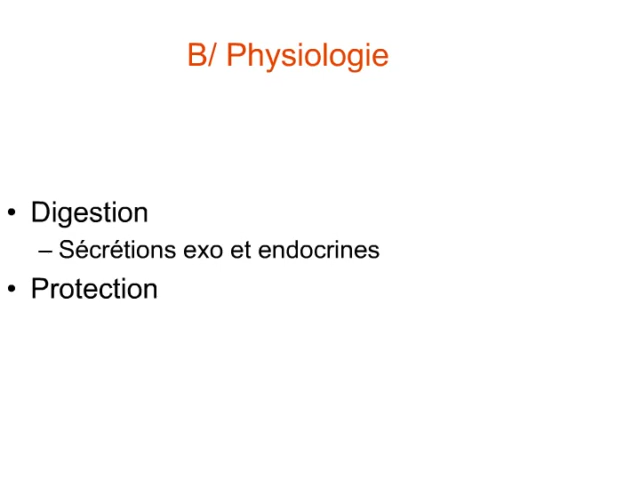 B/ Physiologie
• Digestion
– Sécrétions exo et endocrines
• Protection